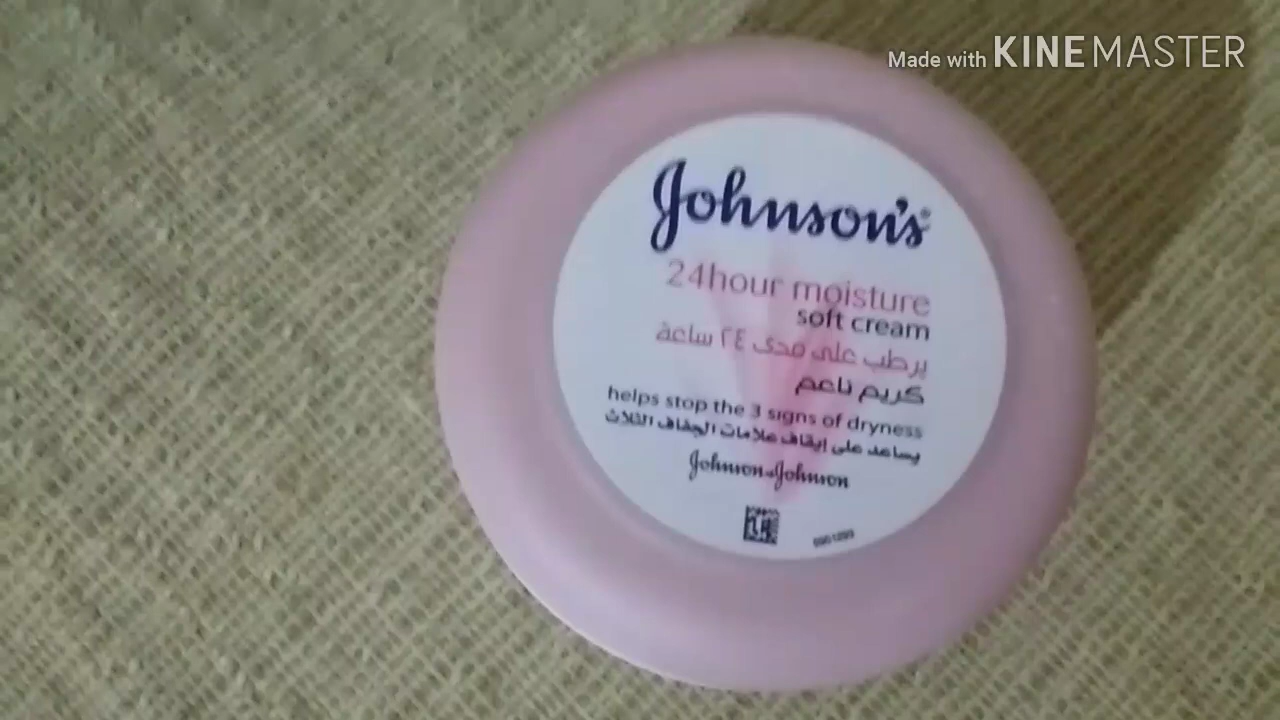 Made with KINEMASTER
Johnson's®
24hour moisture
soft cream
يرطب على مدى ٢٤ ساعة
كريم ناعم
helps stop the 3 signs of dryness
يساعد على إيقاف علامات الجفاف الثلاث
Johnson & Johnson